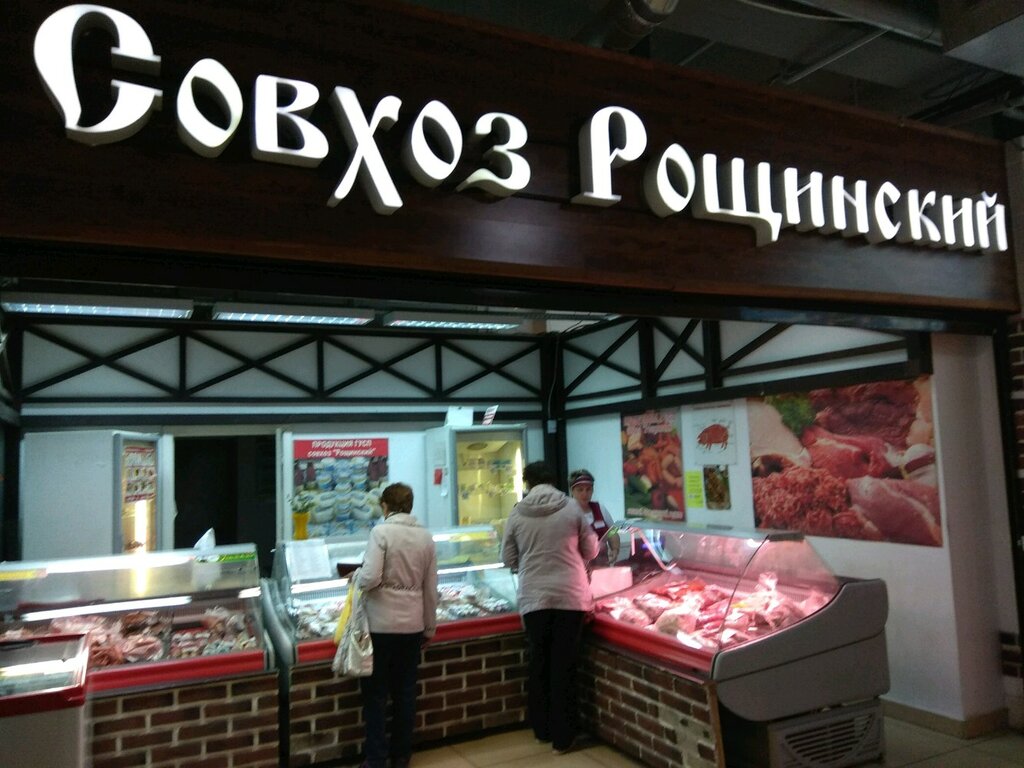 Совхоз Рощинский
ПРОДУКЦИЯ ГУСП
совхоз "Рощинский"